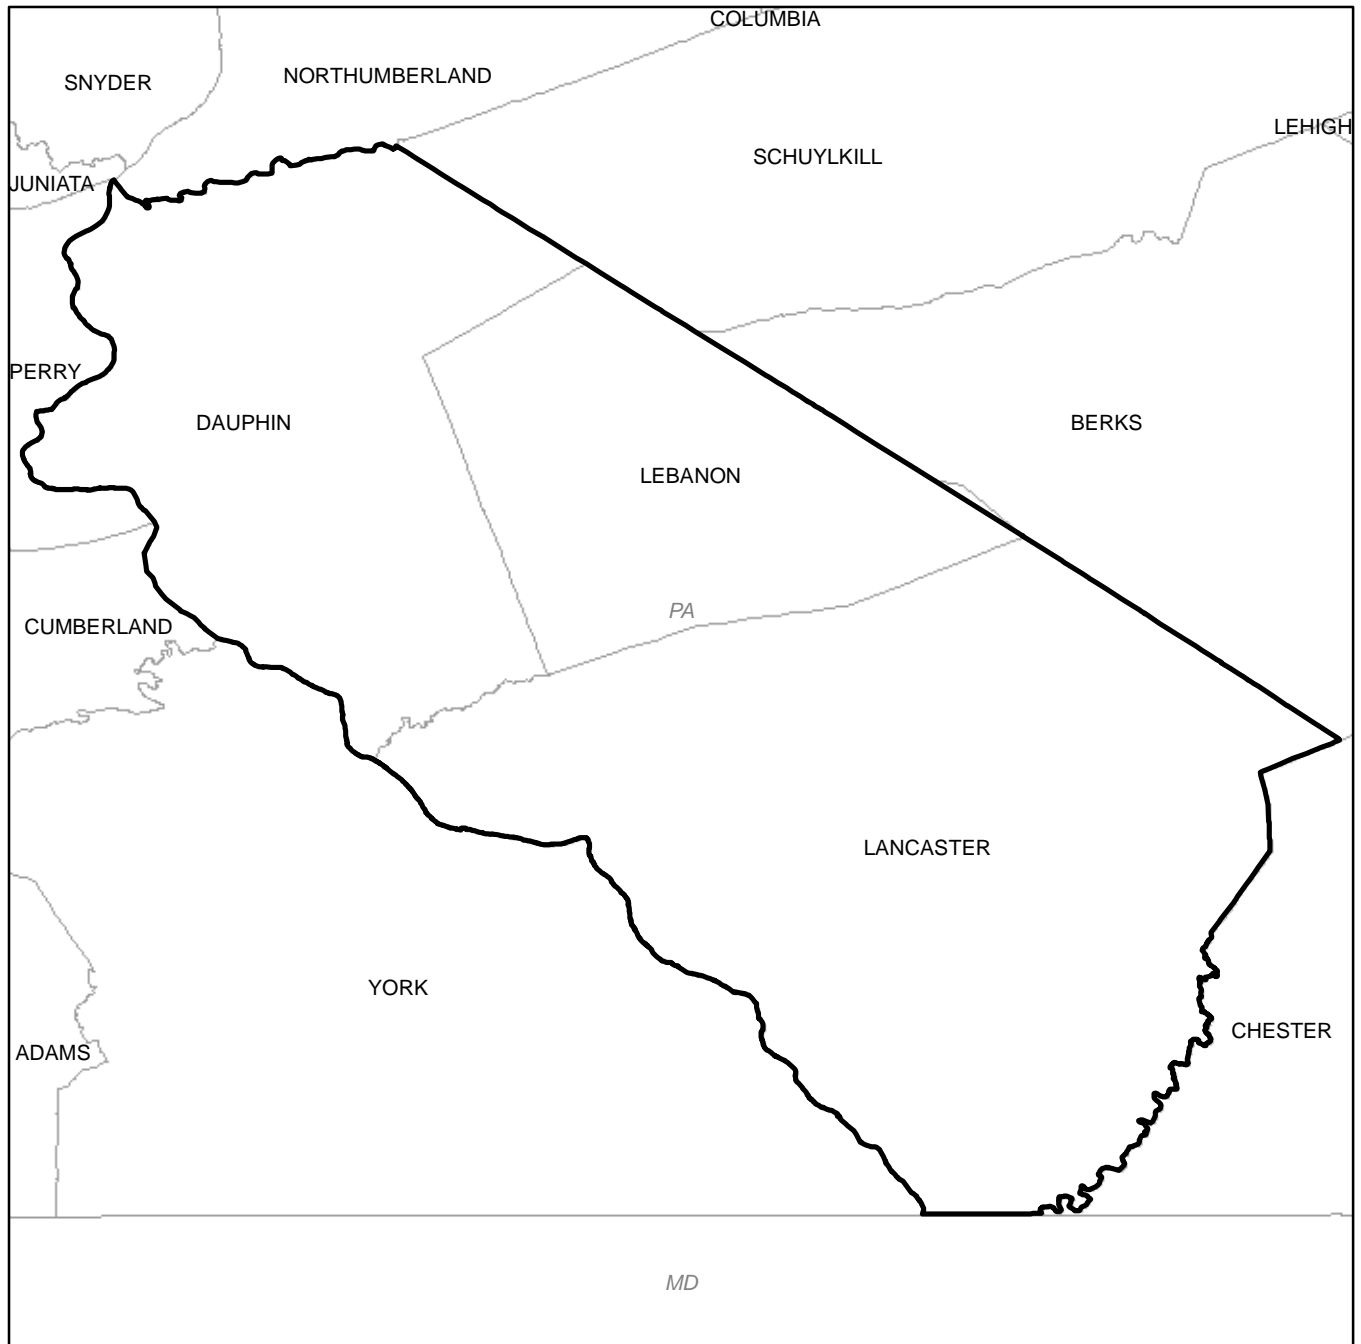 COLUMBIA
NORTHUMBERLAND
SNYDER
LEHIGH
SCHUYLKILL
JUNIATA
PERRY
DAUPHIN
BERKS
LEBANON
PA
CUMBERLAND
LANCASTER
YORK
CHESTER
ADAMS
MD